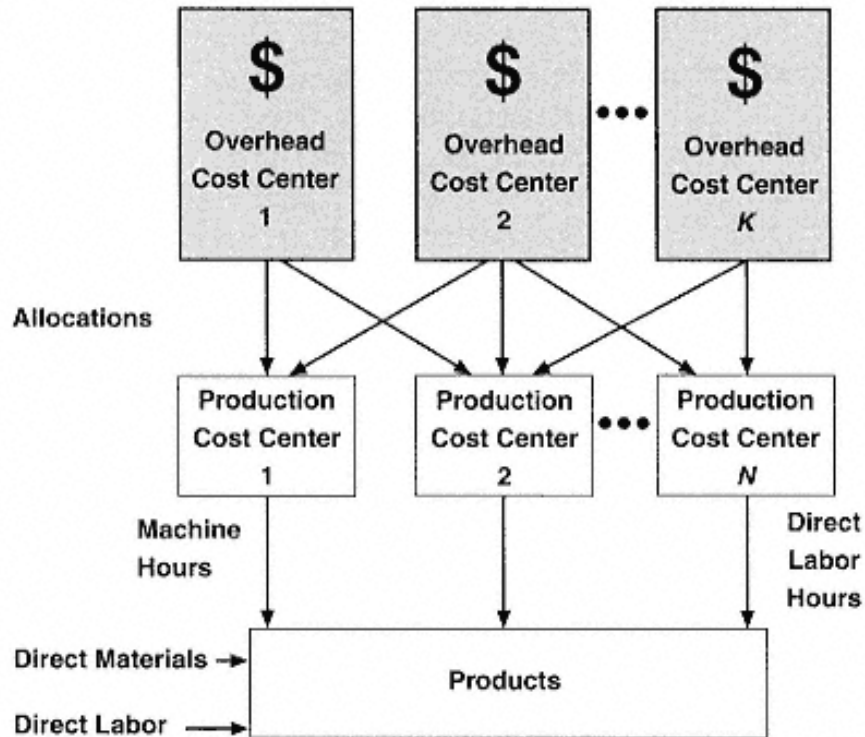 $
Overhead
Cost Center
1
$
Overhead
Cost Center
2
•••
$
Overhead
Cost Center
K
Allocations
Production
Cost Center
1
Production
Cost Center
2
•••
Production
Cost Center
N
Machine
Hours
Direct
Labor
Hours
Direct Materials
Products
Direct Labor